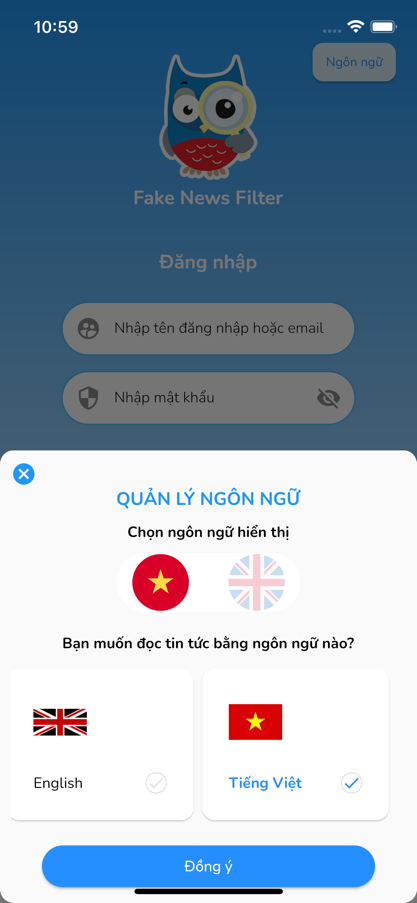 10:59
Ngôn ngữ
Fake News Filter
Đăng nhập
Nhập tên đăng nhập hoặc email
Nhập mật khẩu
QUẢN LÝ NGÔN NGỮ
Chọn ngôn ngữ hiển thị
Bạn muốn đọc tin tức bằng ngôn ngữ nào?
English
Tiếng Việt
Đồng ý